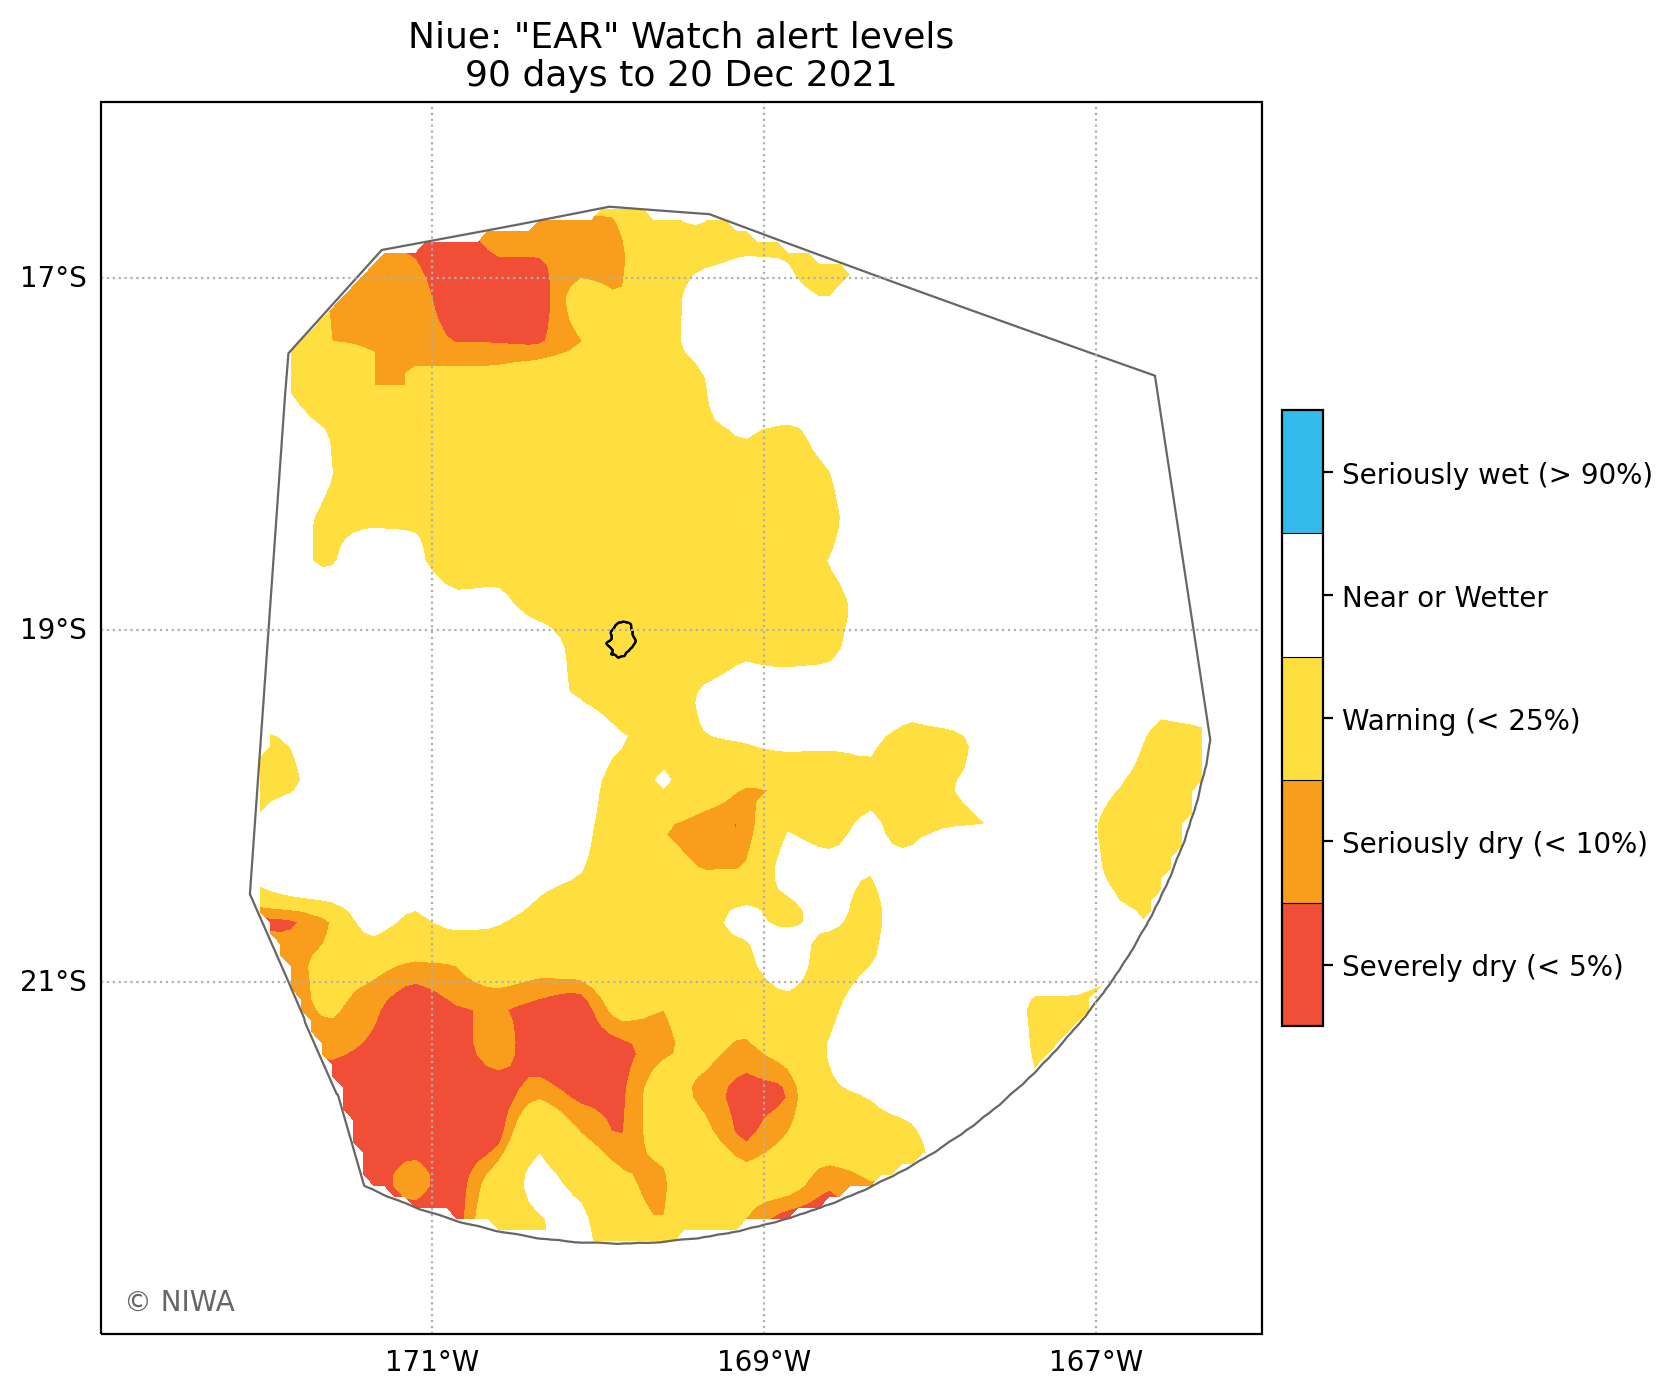 Niue: "EAR" Watch alert levels
90 days to 20 Dec 2021
17°S
19°S
21°S
171°W
169°W
167°W
Seriously wet (> 90%)
Near or Wetter
Warning (< 25%)
Seriously dry (< 10%)
Severely dry (< 5%)
© NIWA